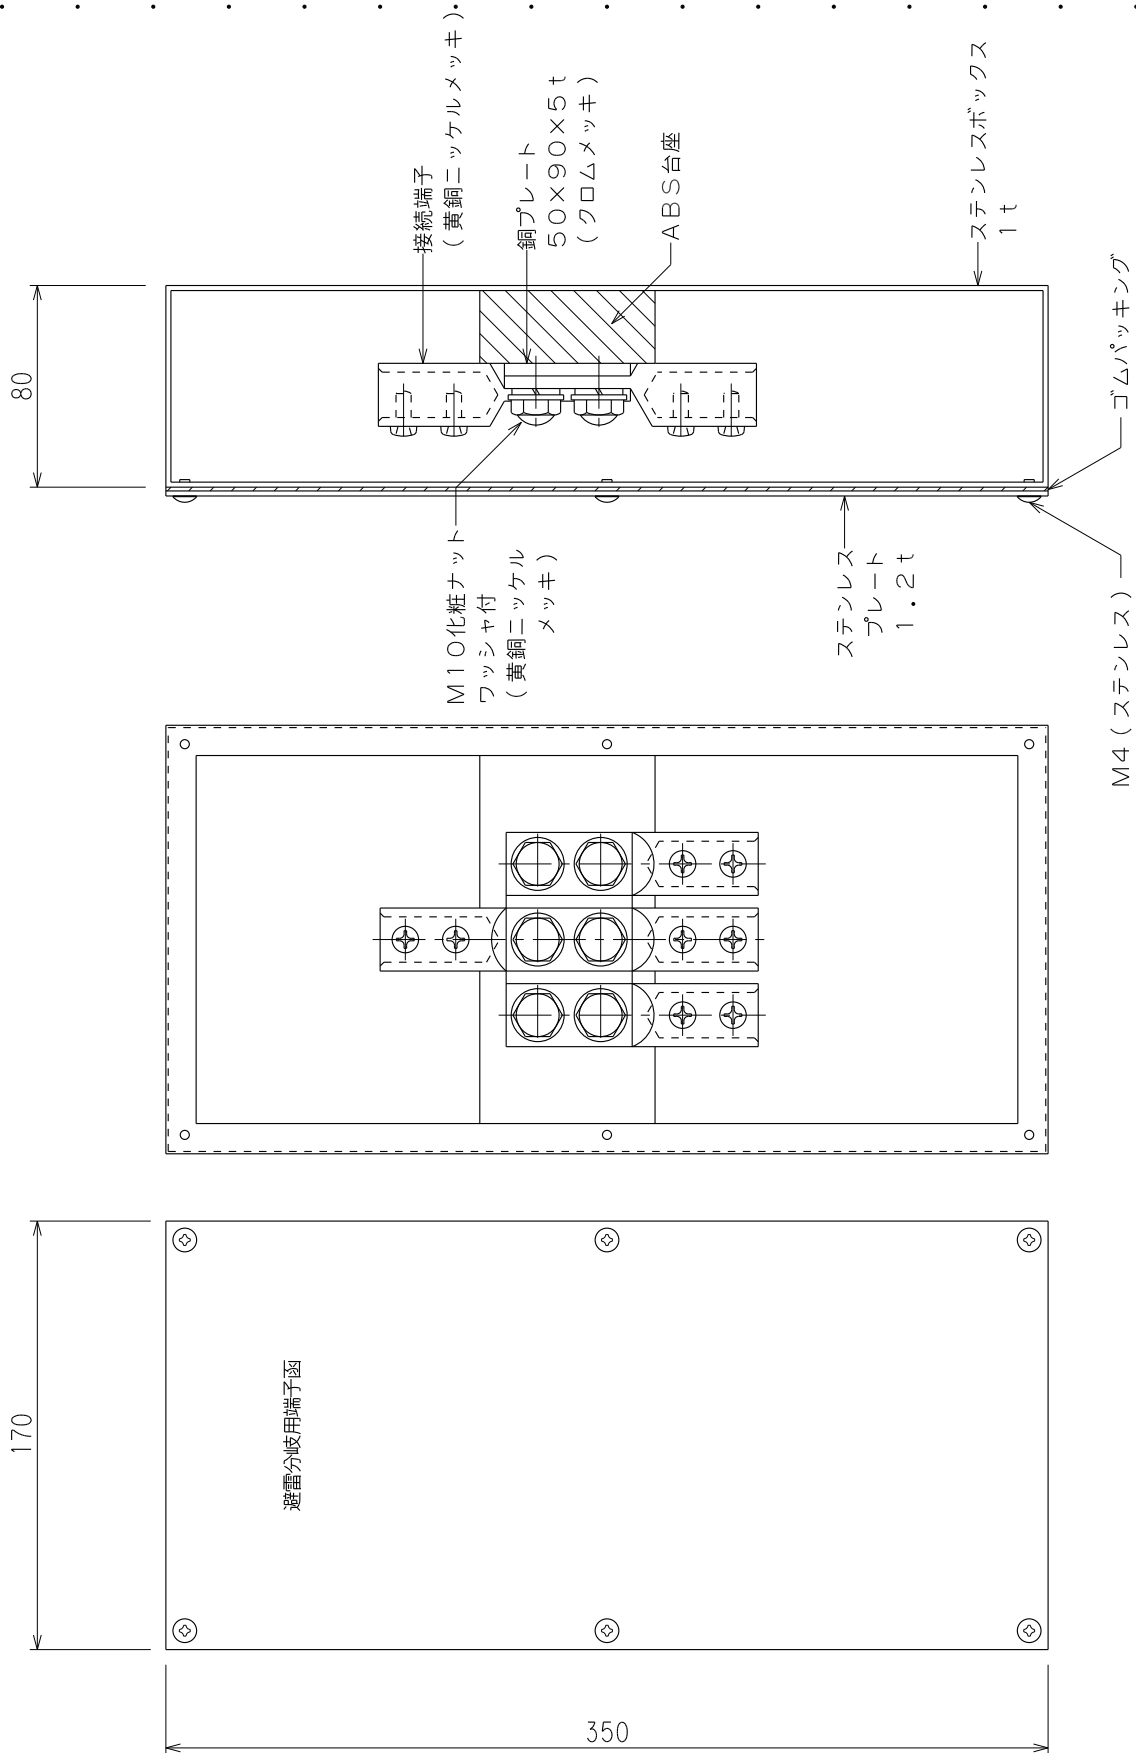 170
350
避雷分岐用端子函
80
接続端子
（黄銅ニッケルメッキ）
銅プレート
５０×９０×５ｔ
（クロムメッキ）
ＡＢＳ台座
ステンレスボックス
１ｔ
ゴムパッキング
Ｍ１０化粧ナット
ワッシャ付
（黄銅ニッケル
メッキ）
ステンレス
プレート
１．２ｔ
Ｍ４（ステンレス）